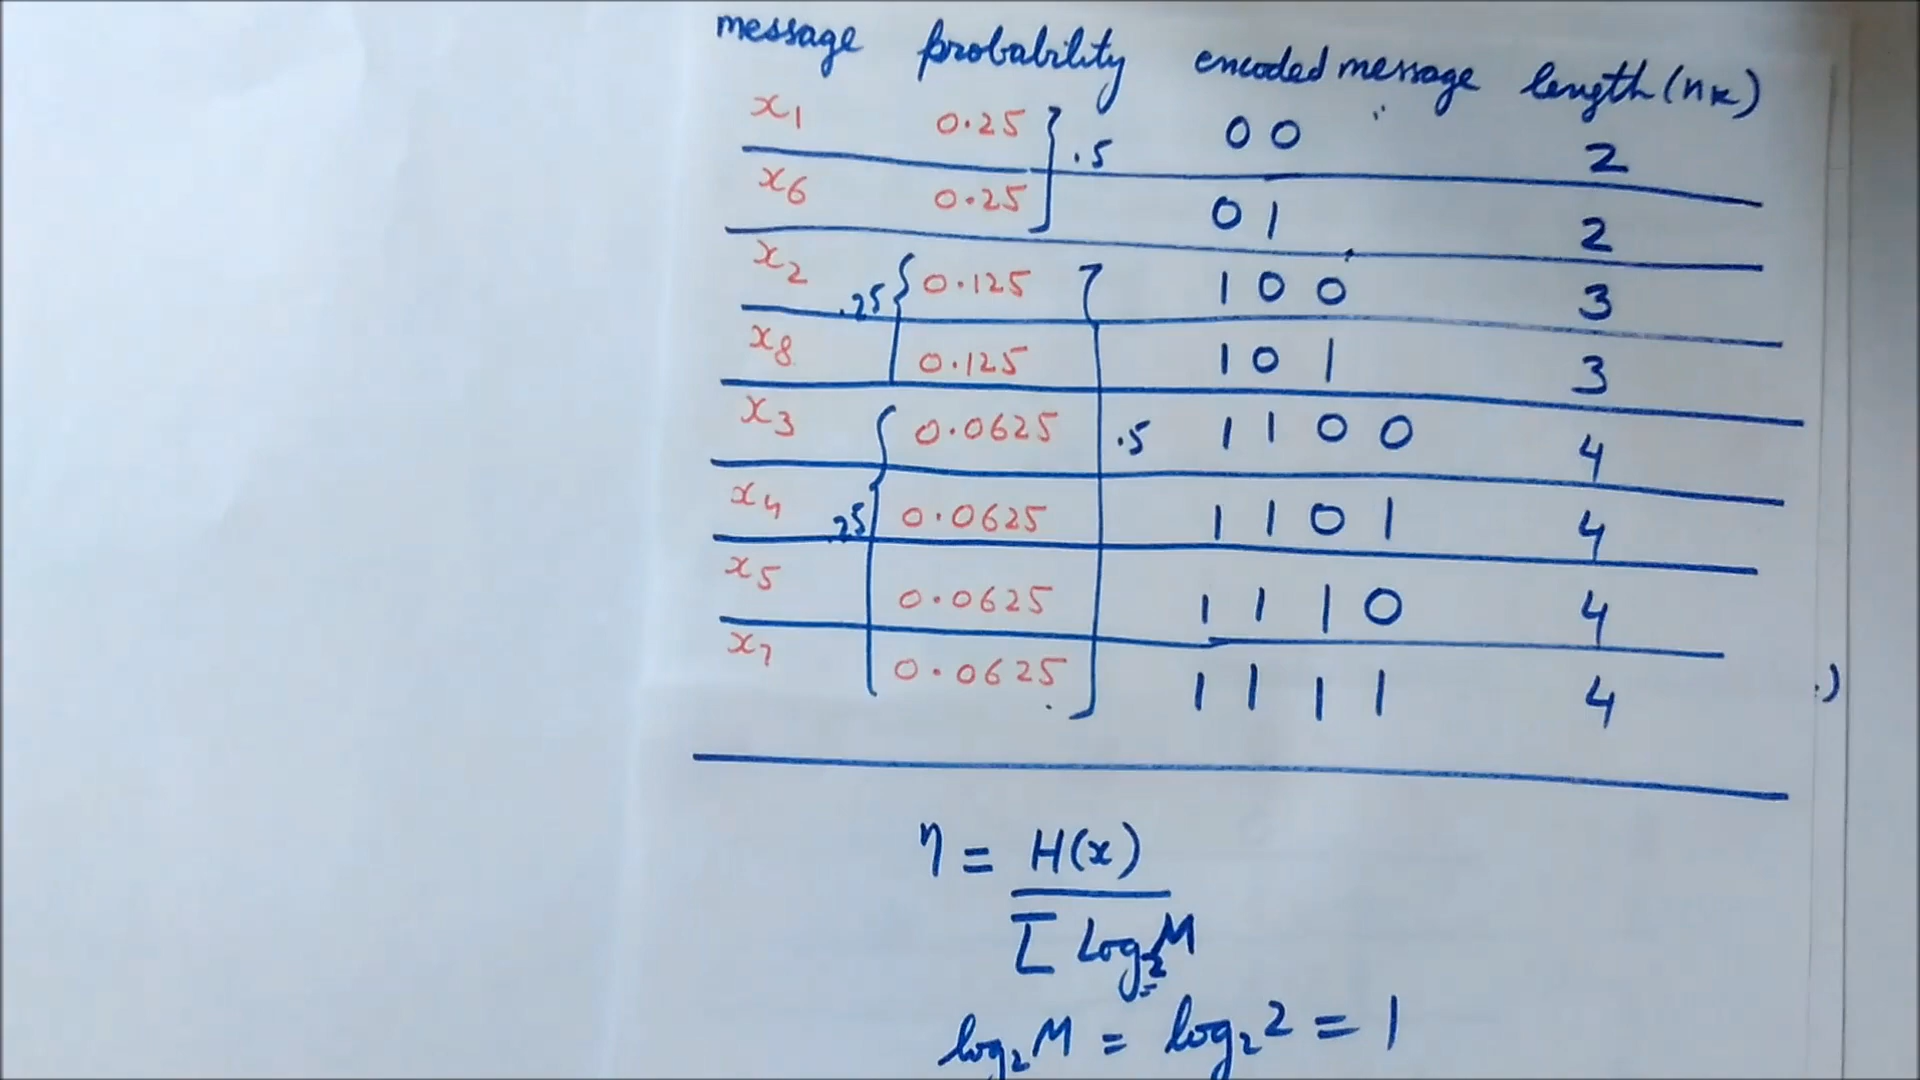 message probability encoded message length (nk)
x1 0.25 00 2
.5
x6 0.25 01 2
x2 0.125 100 3
.25
x8 0.125 101 3
x3 0.0625 .5 1100 4
x4 .25 0.0625 1101 4
x5 0.0625 1110 4
x7 0.0625 1111 4
.)
η = H(x)
L̅ Log2M
log2M = log2 2 = 1